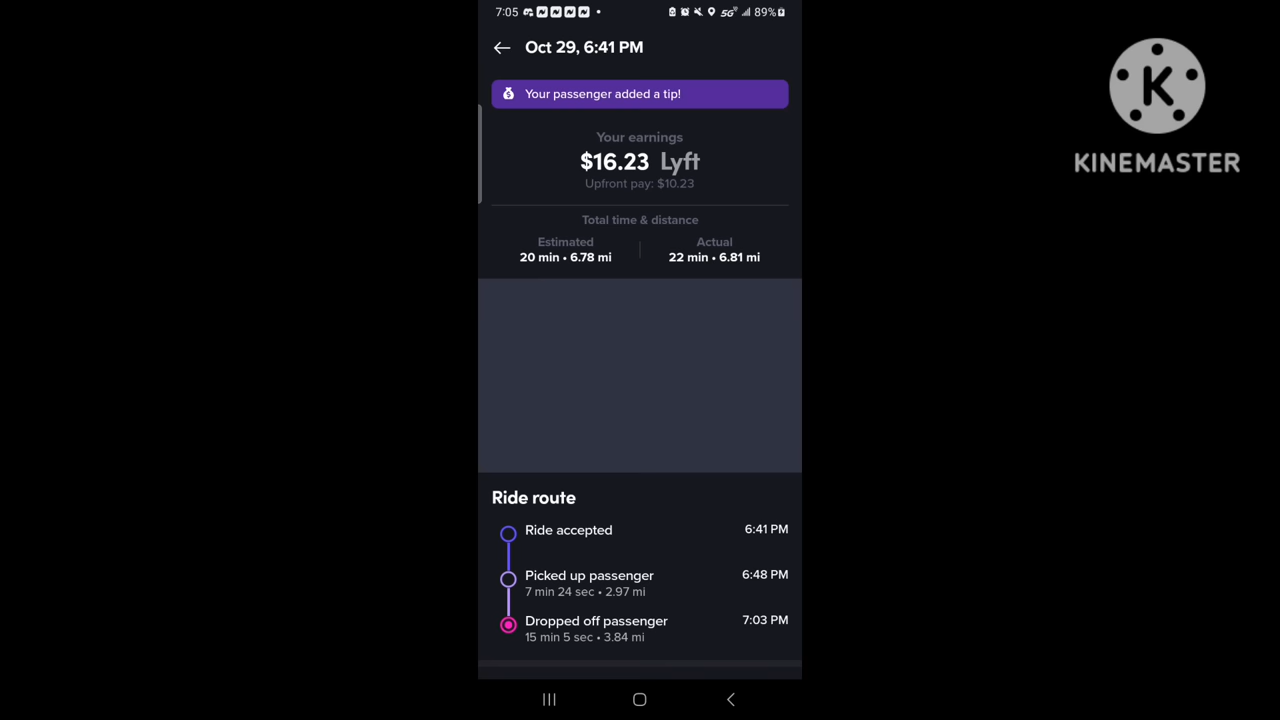 7:05
5G
89%
Oct 29, 6:41 PM
Your passenger added a tip!
Your earnings
$16.23 Lyft
Upfront pay: $10.23
Total time & distance
Estimated
20 min • 6.78 mi
Actual
22 min • 6.81 mi
Ride route
Ride accepted 6:41 PM
Picked up passenger 6:48 PM
7 min 24 sec • 2.97 mi
Dropped off passenger 7:03 PM
15 min 5 sec • 3.84 mi
K
KINEMASTER